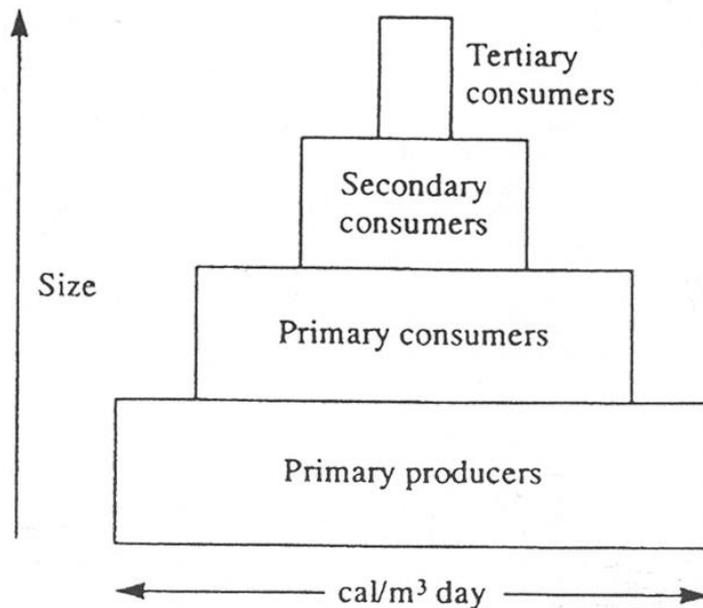 Tertiary
consumers
Secondary
consumers
Size
Primary consumers
Primary producers
cal/m³ day